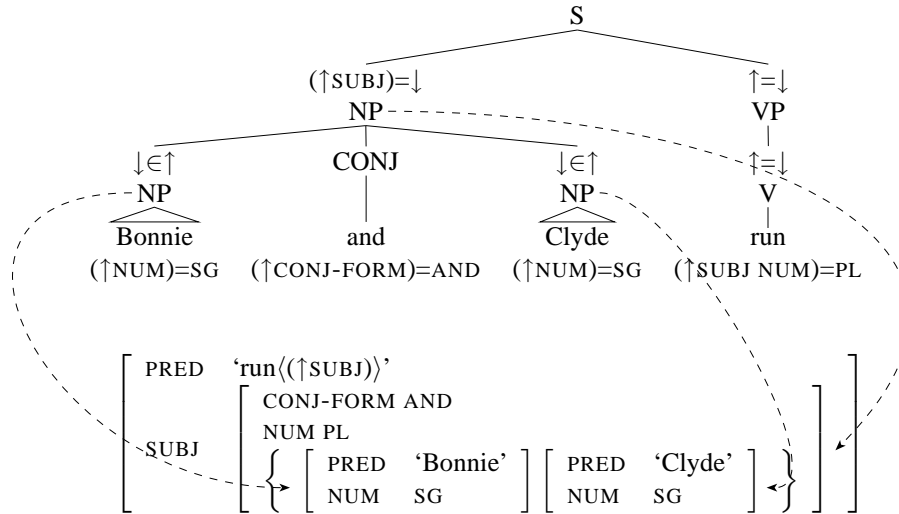 S
(↑SUBJ)=↓ ↑=↓
NP VP
↓∈↑ CONJ ↓∈↑ ↑=↓
NP NP V
Bonnie and Clyde run
(↑NUM)=SG (↑CONJ-FORM)=AND (↑NUM)=SG (↑SUBJ NUM)=PL
PRED ‘run⟨(↑SUBJ)⟩’
CONJ-FORM AND
NUM PL
SUBJ
{ [ PRED ‘Bonnie’ ] [ PRED ‘Clyde’ ] }
NUM SG NUM SG